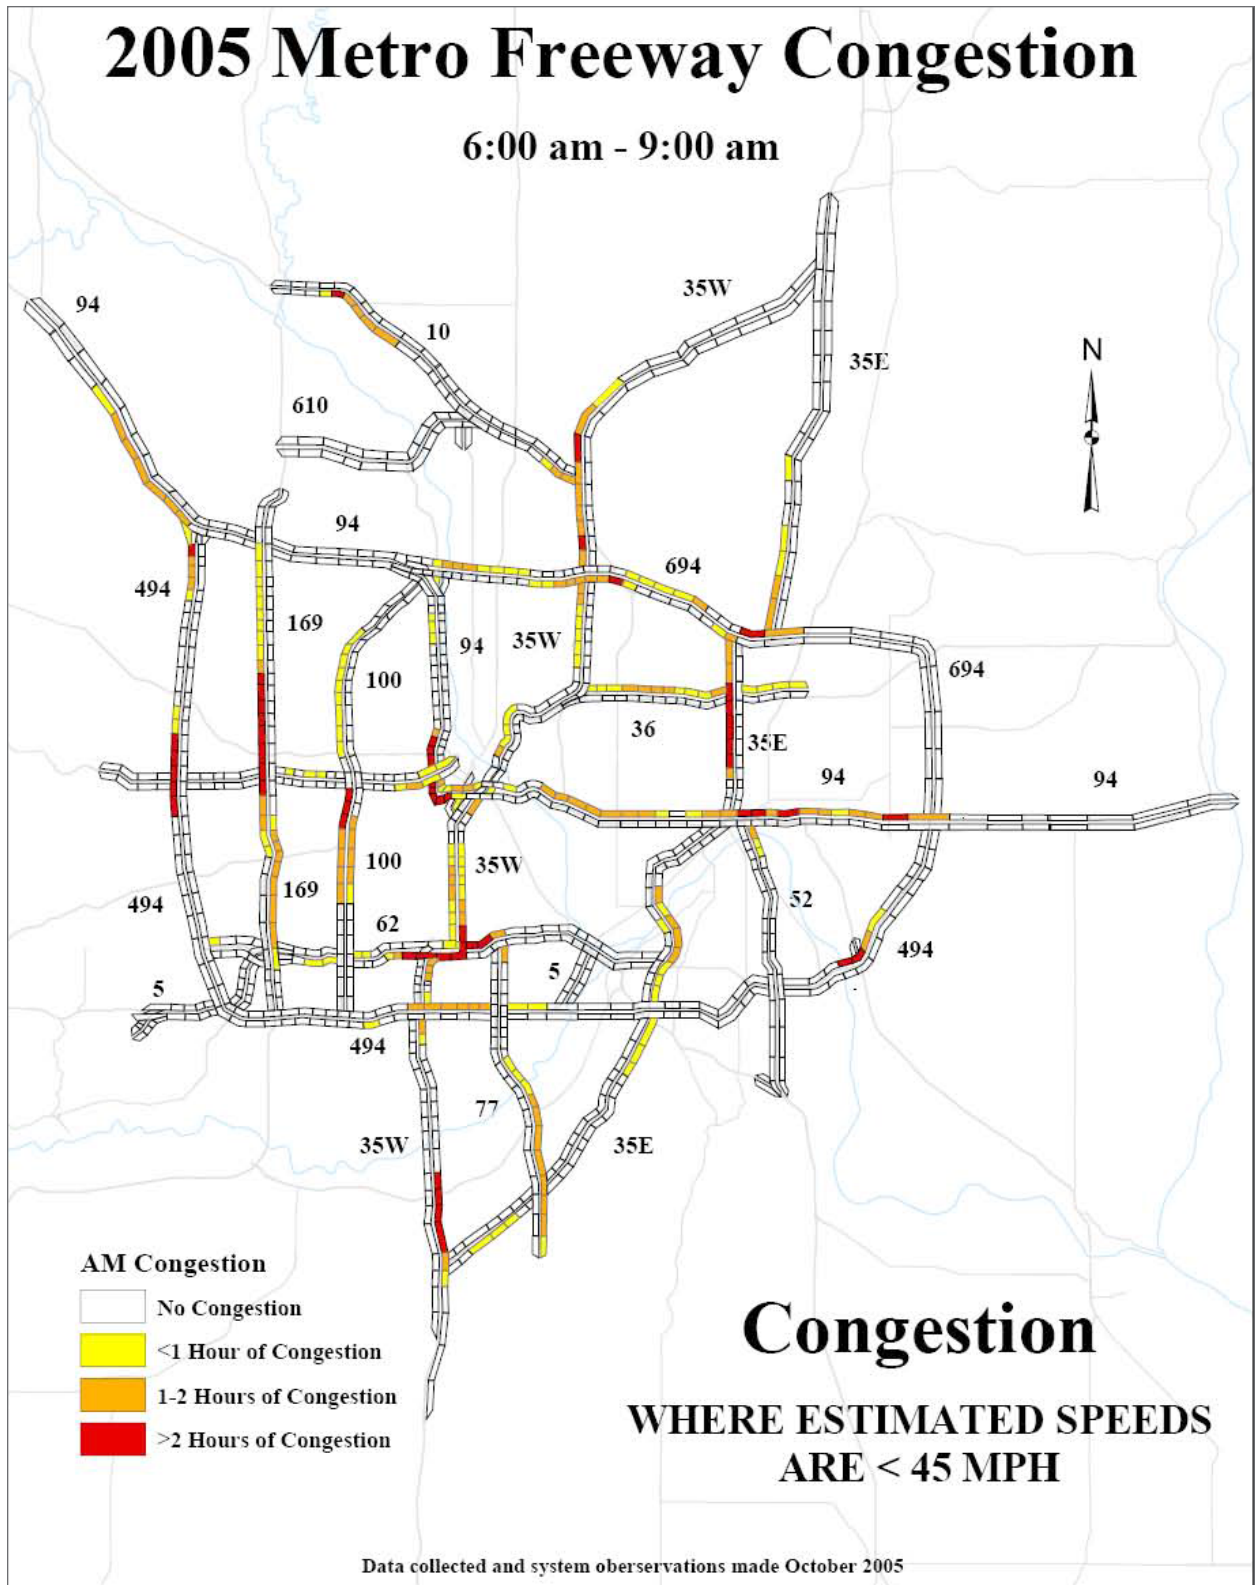 2005 Metro Freeway Congestion
6:00 am - 9:00 am
35W
94
10
N
35E
610
94
694
494
169
94
35W
100
694
36
35E
94
94
100
35W
169
52
494
62
494
5
5
494
77
35W
35E
AM Congestion
No Congestion
<1 Hour of Congestion
1-2 Hours of Congestion
>2 Hours of Congestion
Congestion
WHERE ESTIMATED SPEEDS
ARE < 45 MPH
Data collected and system oberservations made October 2005